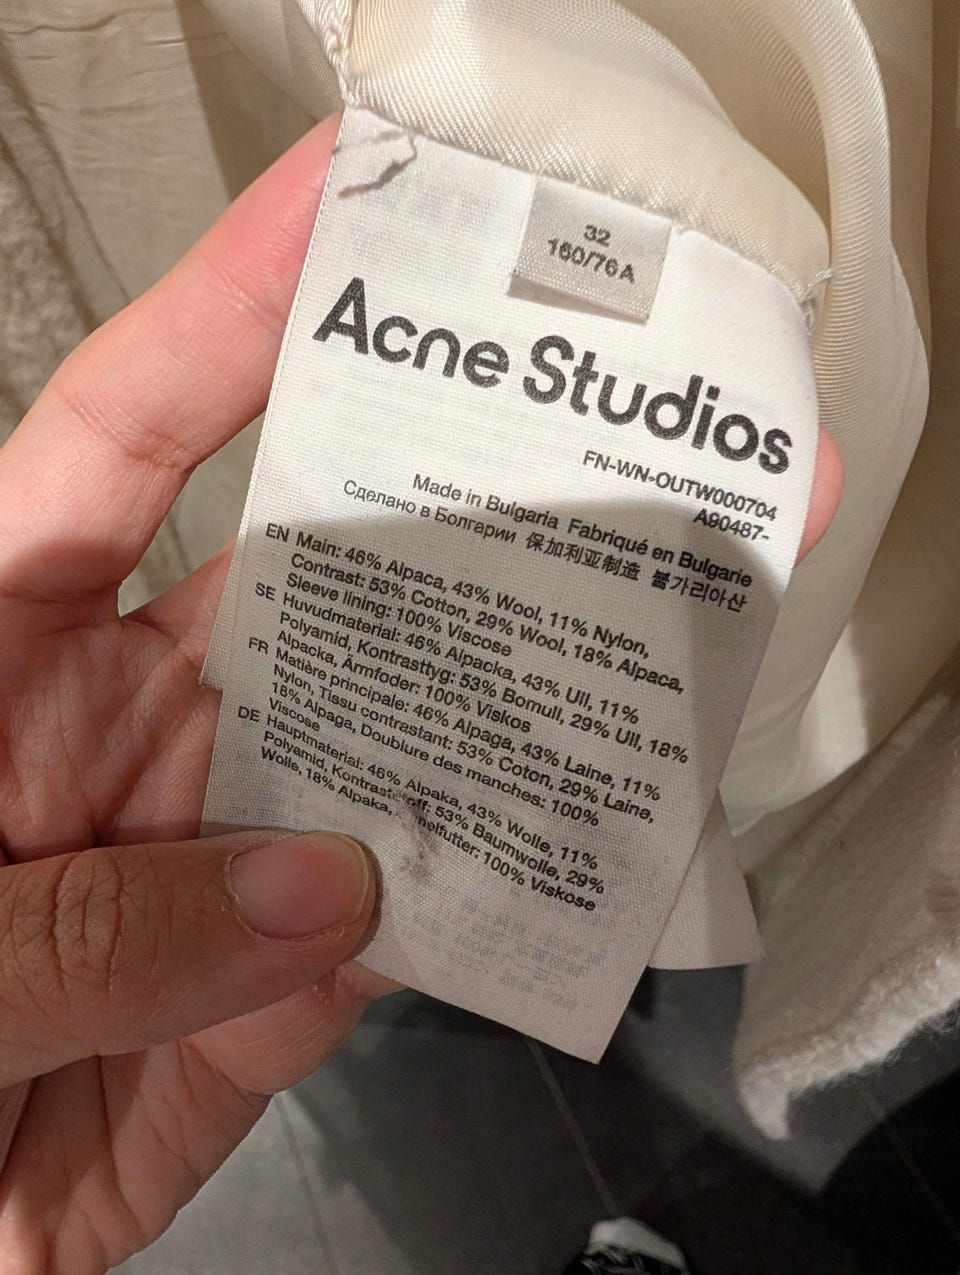 32
160/76A
Acne Studios
FN-WN-OUTW000704
A90487-
Made in Bulgaria Fabriqué en Bulgarie
Сделано в Болгарии 保加利亚制造 불가리아산
EN Main: 46% Alpaca, 43% Wool, 11% Nylon,
Contrast: 53% Cotton, 29% Wool, 18% Alpaca,
Sleeve lining: 100% Viscose
SE Huvudmaterial: 46% Alpacka, 43% Ull, 11%
Polyamid, Kontrasttyg: 53% Bomull, 29% Ull, 18%
Alpacka, Ärmfoder: 100% Viskos
FR Matière principale: 46% Alpaga, 43% Laine, 11%
Nylon, Tissu contrastant: 53% Coton, 29% Laine,
18% Alpaga, Doublure des manches: 100%
Viscose
DE Hauptmaterial: 46% Alpaka, 43% Wolle, 11%
Polyamid, 53% Baumwolle, 29%
Wolle, 18% Alpaka, 100% Viskose